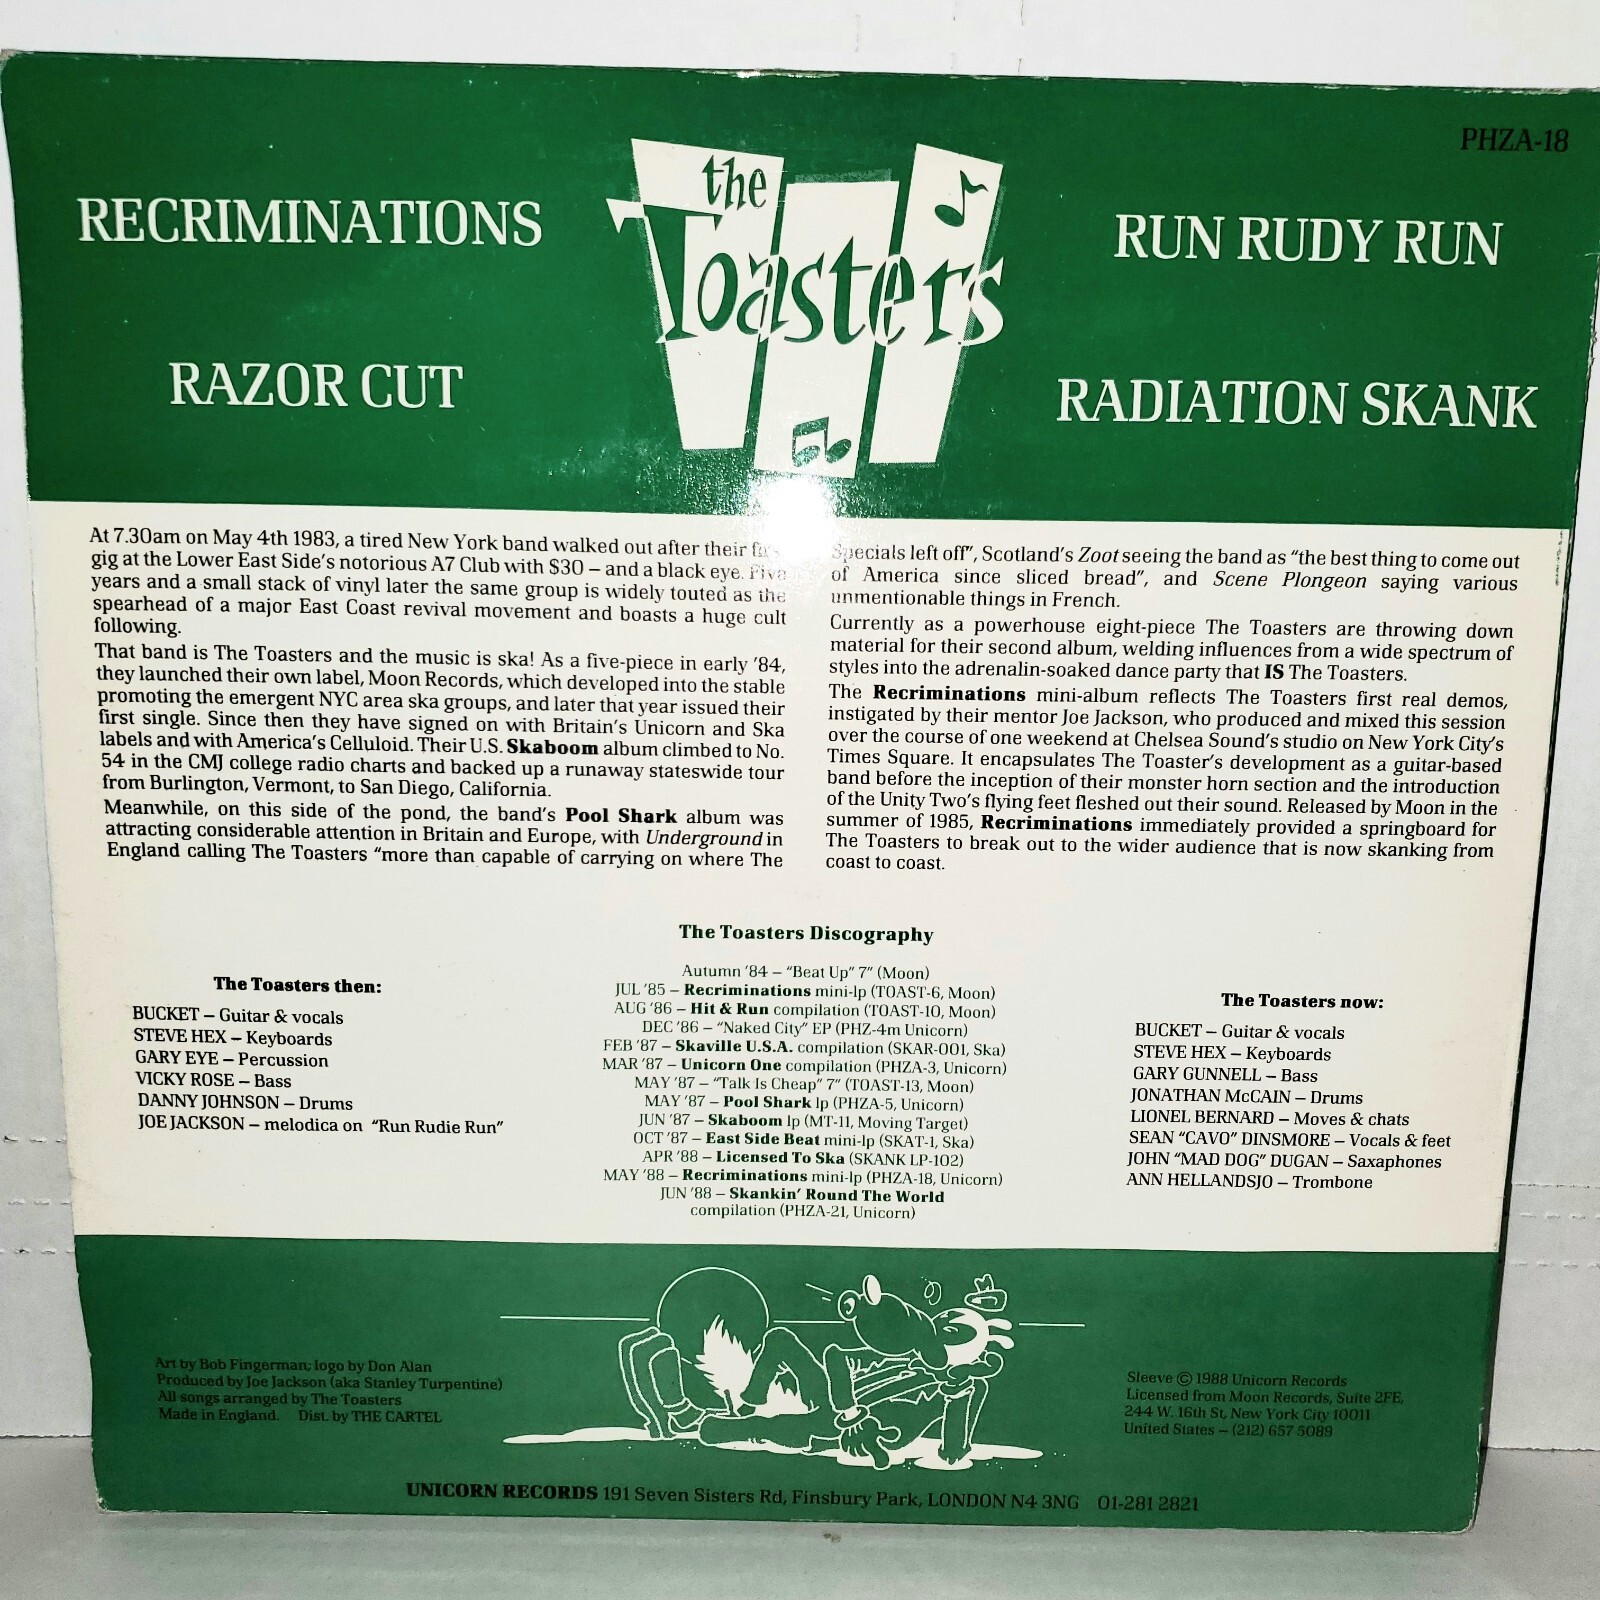 PHZA-18
RECRIMINATIONS
RAZOR CUT
the
Toasters
RUN RUDY RUN
RADIATION SKANK
At 7.30am on May 4th 1983, a tired New York band walked out after their
gig at the Lower East Side's notorious A7 Club with $30 – and a black eye. Five
years and a small stack of vinyl later the same group is widely touted as the
spearhead of a major East Coast revival movement and boasts a huge cult
following.
That band is The Toasters and the music is ska! As a five-piece in early '84,
they launched their own label, Moon Records, which developed into the stable
promoting the emergent NYC area ska groups, and later that year issued their
first single. Since then they have signed on with Britain's Unicorn and Ska
labels and with America's Celluloid. Their U.S. Skaboom album climbed to No.
54 in the CMJ college radio charts and backed up a runaway stateswide tour
from Burlington, Vermont, to San Diego, California.
Meanwhile, on this side of the pond, the band's Pool Shark album was
attracting considerable attention in Britain and Europe, with Underground in
England calling The Toasters “more than capable of carrying on where The
Specials left off”, Scotland's Zoot seeing the band as “the best thing to come out
of America since sliced bread”, and Scene Plongeon saying various
unmentionable things in French.
Currently as a powerhouse eight-piece The Toasters are throwing down
material for their second album, welding influences from a wide spectrum of
styles into the adrenalin-soaked dance party that IS The Toasters.
The Recriminations mini-album reflects The Toasters first real demos,
instigated by their mentor Joe Jackson, who produced and mixed this session
over the course of one weekend at Chelsea Sound's studio on New York City's
Times Square. It encapsulates The Toaster's development as a guitar-based
band before the inception of their monster horn section and the introduction
of the Unity Two's flying feet fleshed out their sound. Released by Moon in the
summer of 1985, Recriminations immediately provided a springboard for
The Toasters to break out to the wider audience that is now skanking from
coast to coast.
The Toasters then:
BUCKET – Guitar & vocals
STEVE HEX – Keyboards
GARY EYE – Percussion
VICKY ROSE – Bass
DANNY JOHNSON – Drums
JOE JACKSON – melodica on “Run Rudie Run”
The Toasters Discography
Autumn '84 – “Beat Up” 7" (Moon)
JUL '85 – Recriminations mini-lp (TOAST-6, Moon)
AUG '86 – Hit & Run compilation (TOAST-10, Moon)
DEC '86 – “Naked City” EP (PHZ-4m Unicorn)
FEB '87 – Skaville U.S.A. compilation (SKAR-001, Ska)
MAR '87 – Unicorn One compilation (PHZA-3, Unicorn)
MAY '87 – “Talk Is Cheap” 7" (TOAST-13, Moon)
MAY '87 – Pool Shark lp (PHZA-5, Unicorn)
JUN '87 – Skaboom lp (MT-11, Moving Target)
OCT '87 – East Side Beat mini-lp (SKAT-1, Ska)
APR '88 – Licensed To Ska (SKANK LP-102)
MAY '88 – Recriminations mini-lp (PHZA-18, Unicorn)
JUN '88 – Skankin' Round The World
compilation (PHZA-21, Unicorn)
The Toasters now:
BUCKET – Guitar & vocals
STEVE HEX – Keyboards
GARY GUNNELL – Bass
JONATHAN McCAIN – Drums
LIONEL BERNARD – Moves & chats
SEAN “CAVO” DINSMORE – Vocals & feet
JOHN “MAD DOG” DUGAN – Saxaphones
ANN HELLANDSJO – Trombone
Art by Bob Fingerman; logo by Don Alan
Produced by Joe Jackson (aka Stanley Turpentine)
All songs arranged by The Toasters
Made in England. Dist. by THE CARTEL
Sleeve © 1988 Unicorn Records
Licensed from Moon Records, Suite 2FE,
244 W. 16th St, New York City 10011
United States – (212) 657 5089
UNICORN RECORDS 191 Seven Sisters Rd, Finsbury Park, LONDON N4 3NG 01-281 2821